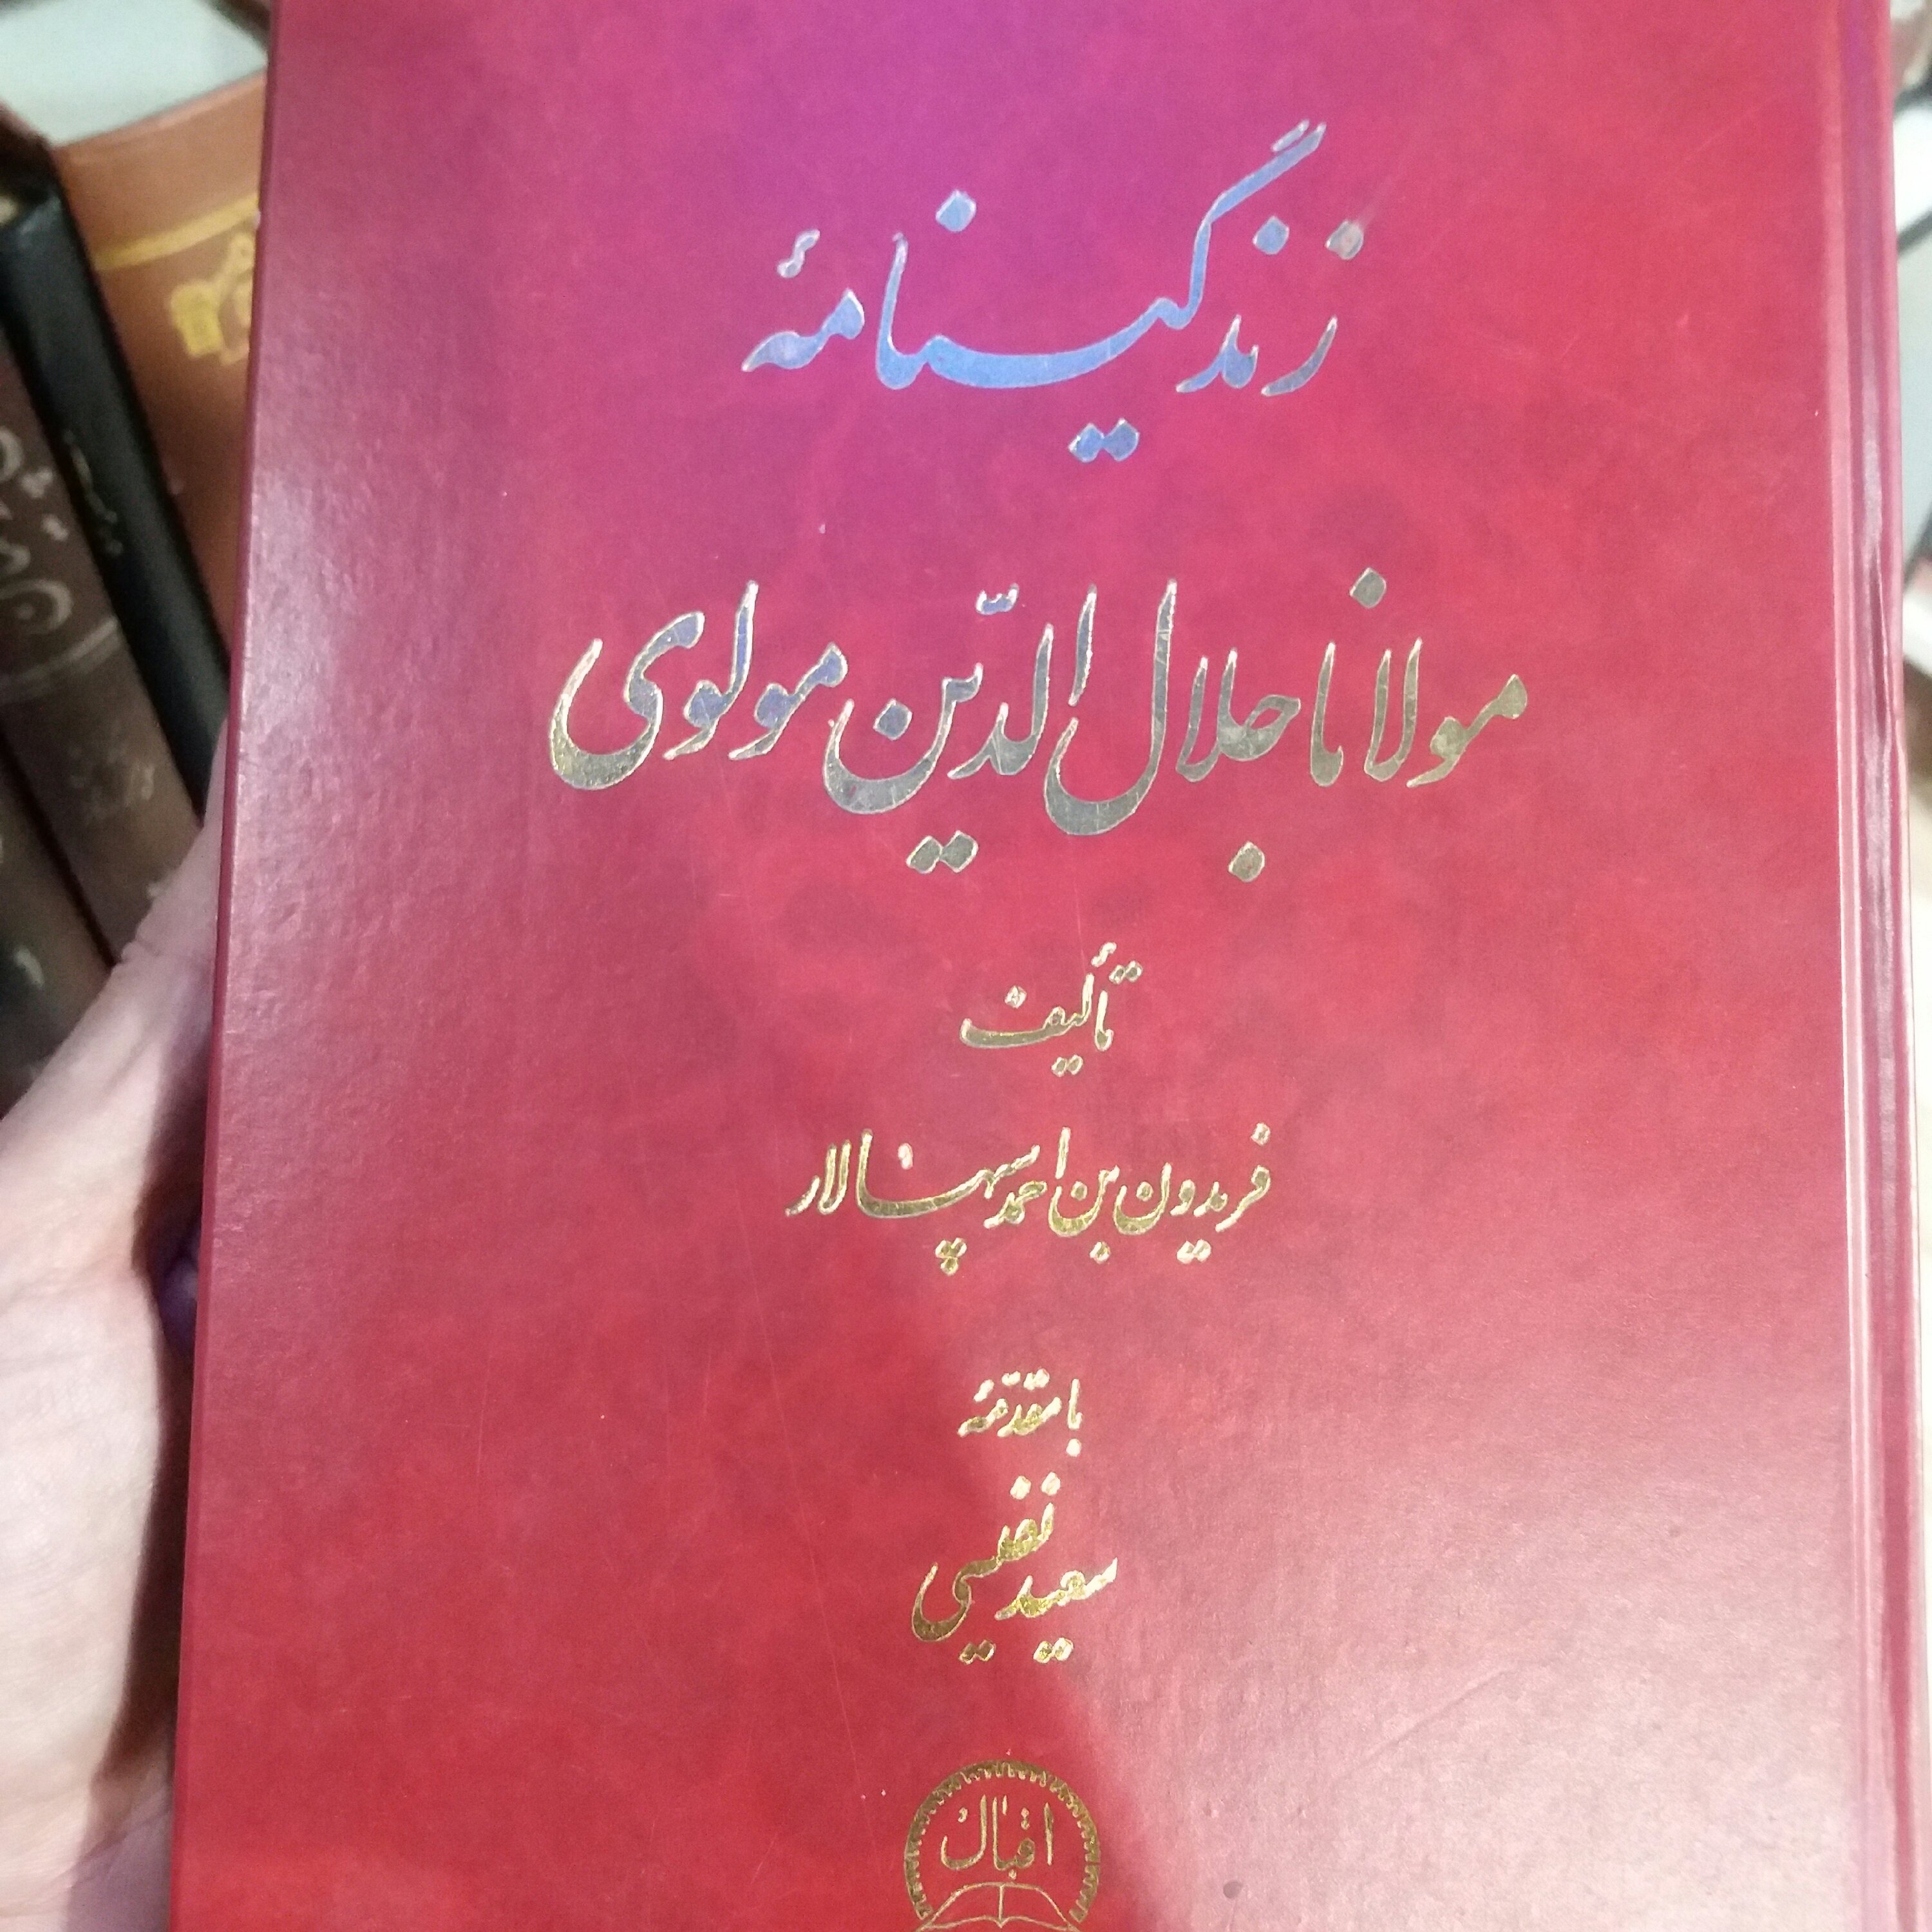 زندگینامهٔ
مولانا جلال الدّین مولوی
تألیف
فریدون بن احمد سپهسالار
با مقدّمهٔ
سعید نفیسی
اقبال